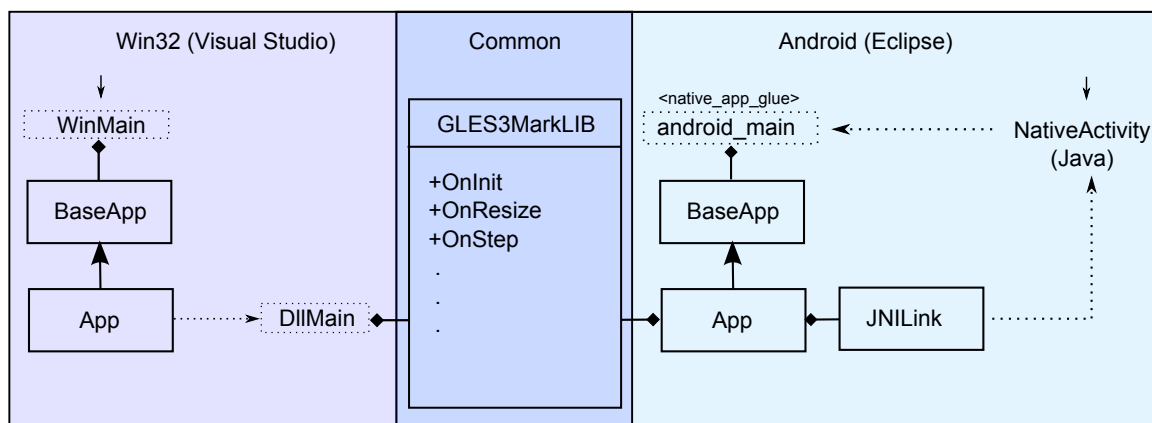 Win32 (Visual Studio)
WinMain
BaseApp
App
DllMain
Common
GLES3MarkLIB
+OnInit
+OnResize
+OnStep
.
.
.
Android (Eclipse)
<native_app_glue>
android_main
NativeActivity
(Java)
BaseApp
App
JNILink